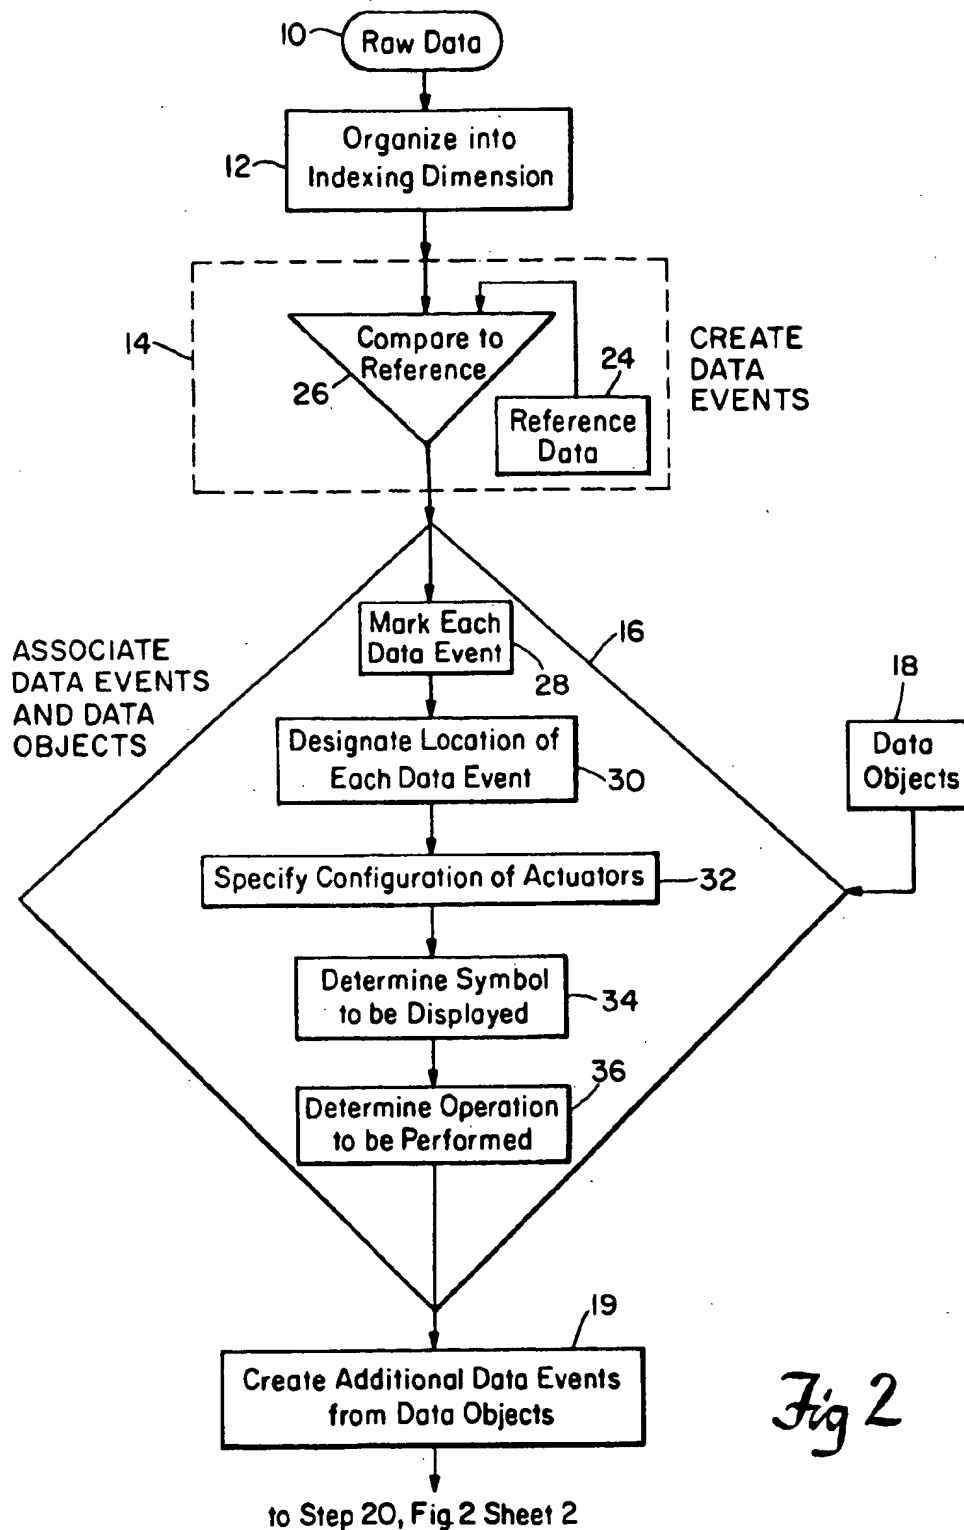 10
Raw Data
12
Organize into
Indexing Dimension
14
Compare to
Reference
26
24
Reference
Data
CREATE
DATA
EVENTS
ASSOCIATE
DATA EVENTS
AND DATA
OBJECTS
Mark Each
Data Event
28
16
18
Data
Objects
Designate Location of
Each Data Event
30
Specify Configuration of Actuators
32
Determine Symbol
to be Displayed
34
36
Determine Operation
to be Performed
19
Create Additional Data Events
from Data Objects
Fig 2
to Step 20, Fig 2 Sheet 2